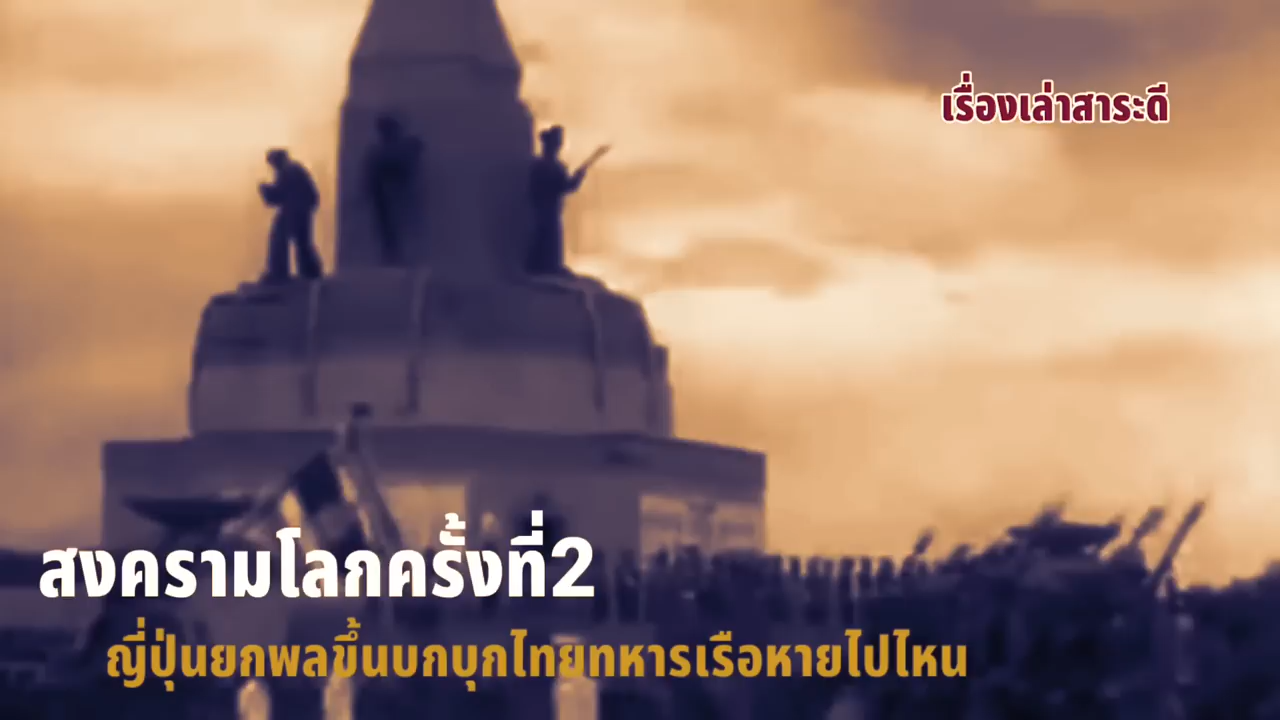 เรื่องเล่าสาระดี
สงครามโลกครั้งที่2
ญี่ปุ่นยกพลขึ้นบกบุกไทยทหารเรือหายไปไหน